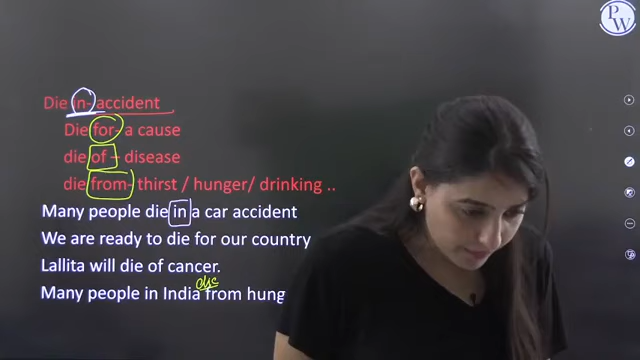 PW
Die in- accident
Die for- a cause
die of – disease
die from- thirst / hunger/ drinking ..
Many people die in a car accident
We are ready to die for our country
Lallita will die of cancer.
die
Many people in India from hung